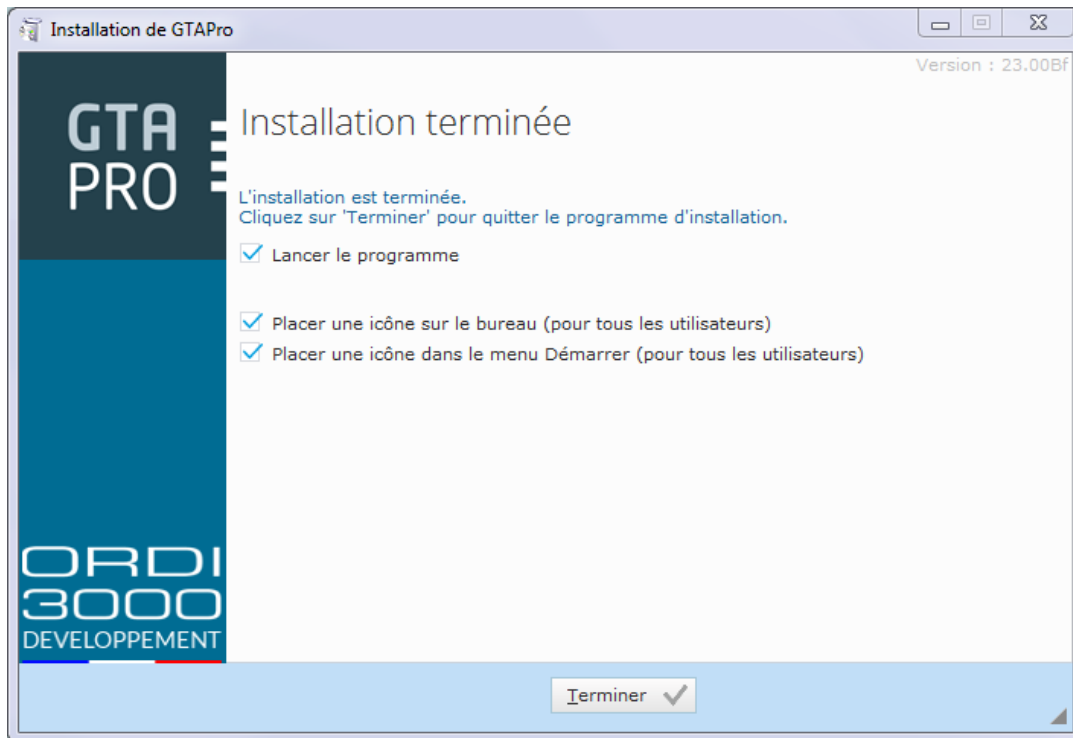 Installation de GTAPro
Version : 23.00Bf
GTA
PRO
Installation terminée
L'installation est terminée.
Cliquez sur 'Terminer' pour quitter le programme d'installation.
Lancer le programme
Placer une icône sur le bureau (pour tous les utilisateurs)
Placer une icône dans le menu Démarrer (pour tous les utilisateurs)
ORDI
3000
DEVELOPPEMENT
Terminer